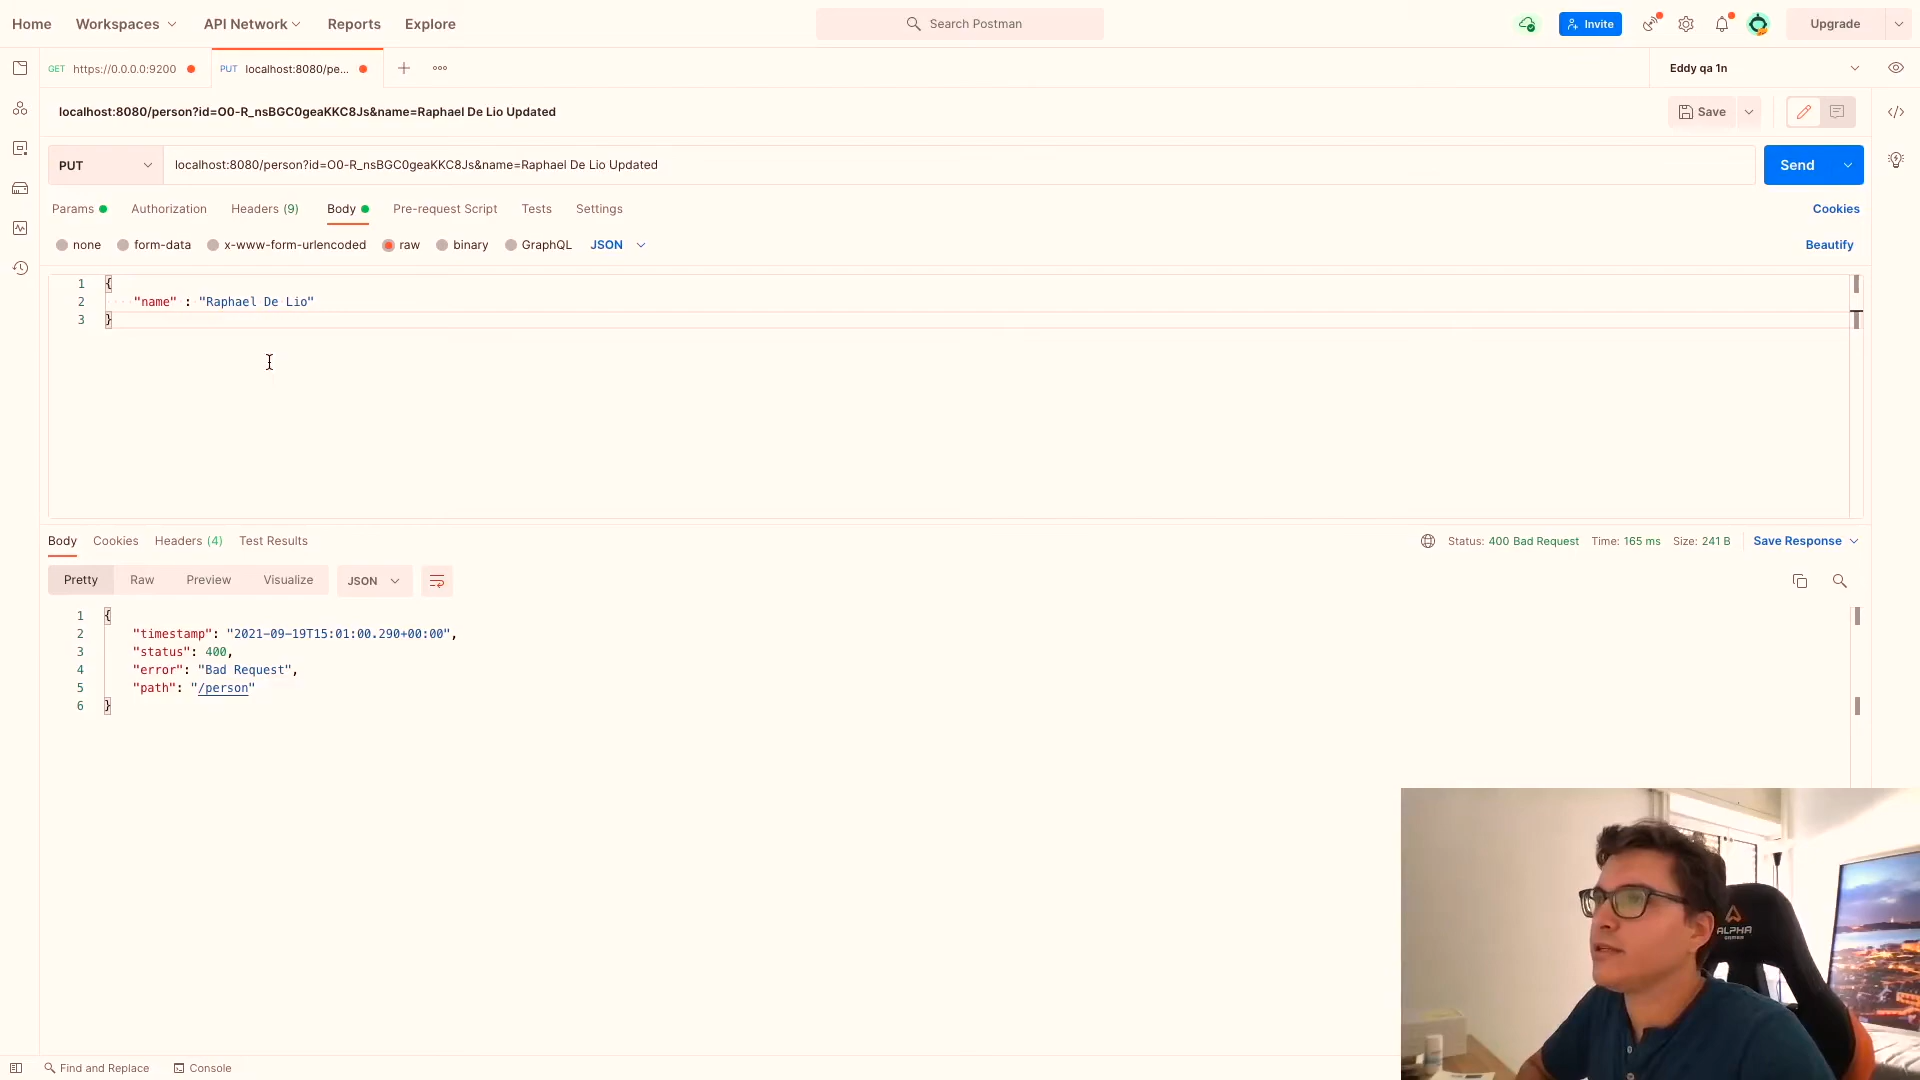 Home Workspaces API Network Reports Explore Search Postman Invite Upgrade
GET https://0.0.0.0:9200 PUT localhost:8080/pe... + ooo Eddy qa 1n
localhost:8080/person?id=O0-R_nsBGC0geaKKC8Js&name=Raphael De Lio Updated Save
PUT localhost:8080/person?id=O0-R_nsBGC0geaKKC8Js&name=Raphael De Lio Updated Send
Params Authorization Headers (9) Body Pre-request Script Tests Settings Cookies
none form-data x-www-form-urlencoded raw binary GraphQL JSON Beautify
1 {
2 "name" : "Raphael De Lio"
3 }
Body Cookies Headers (4) Test Results Status: 400 Bad Request Time: 165 ms Size: 241 B Save Response
Pretty Raw Preview Visualize JSON
1 {
2 "timestamp": "2021-09-19T15:01:00.290+00:00",
3 "status": 400,
4 "error": "Bad Request",
5 "path": "/person"
6 }
ALPHA
GAMER
Find and Replace Console